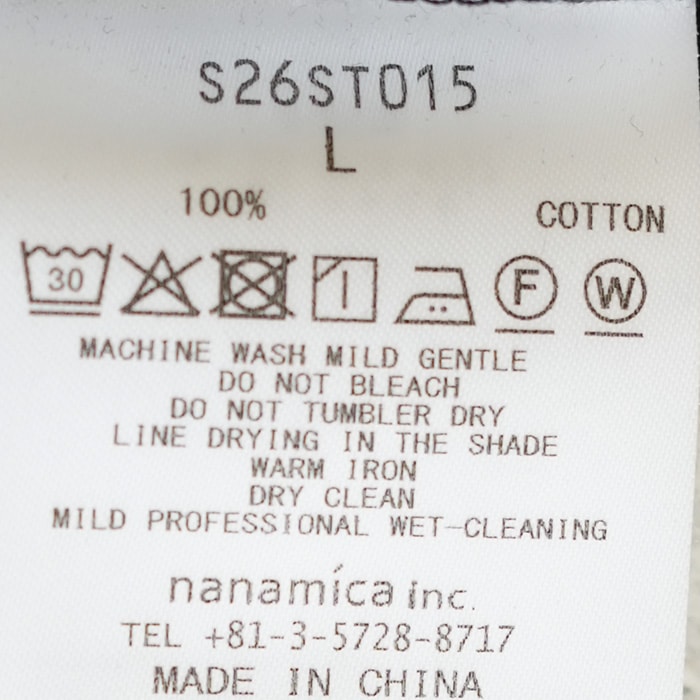 S26ST015
L
100% COTTON
30 F W
MACHINE WASH MILD GENTLE
DO NOT BLEACH
DO NOT TUMBLER DRY
LINE DRYING IN THE SHADE
WARM IRON
DRY CLEAN
MILD PROFESSIONAL WET-CLEANING
nanamíca inc.
TEL +81-3-5728-8717
MADE IN CHINA